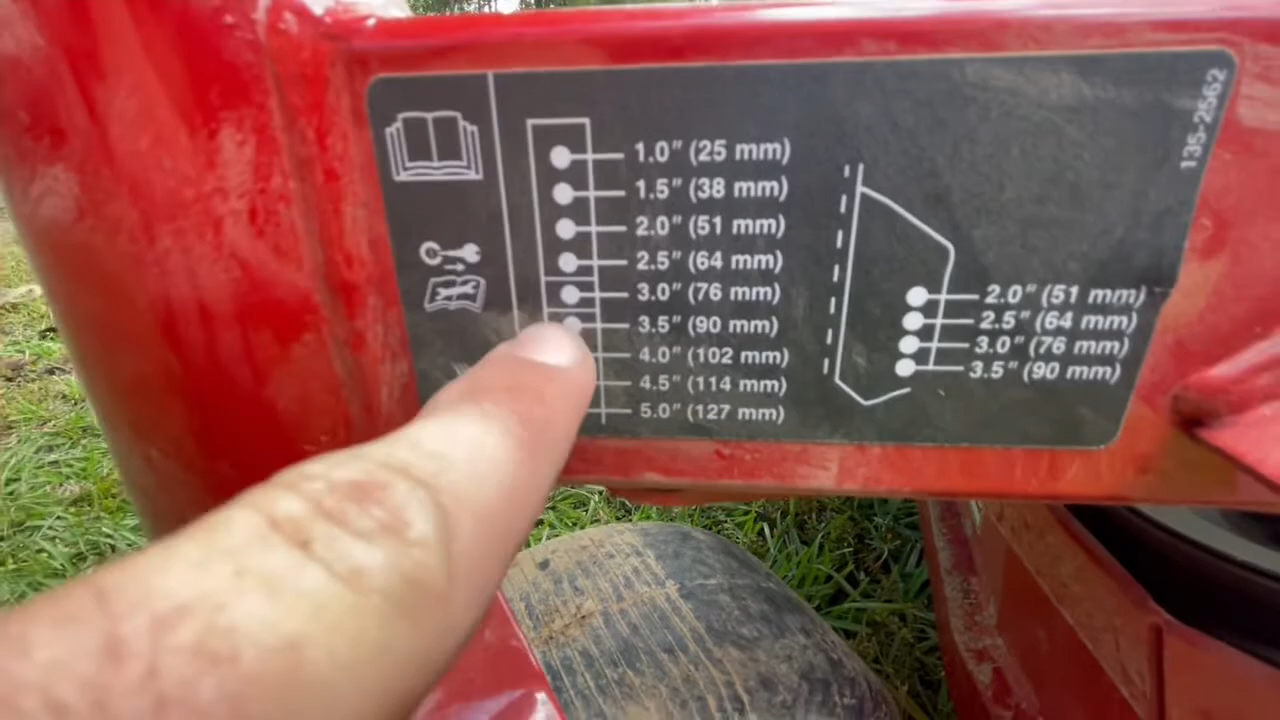 1.0" (25 mm)
1.5" (38 mm)
2.0" (51 mm)
2.5" (64 mm)
3.0" (76 mm)
3.5" (90 mm)
4.0" (102 mm)
4.5" (114 mm)
5.0" (127 mm)
2.0" (51 mm)
2.5" (64 mm)
3.0" (76 mm)
3.5" (90 mm)
135-2562